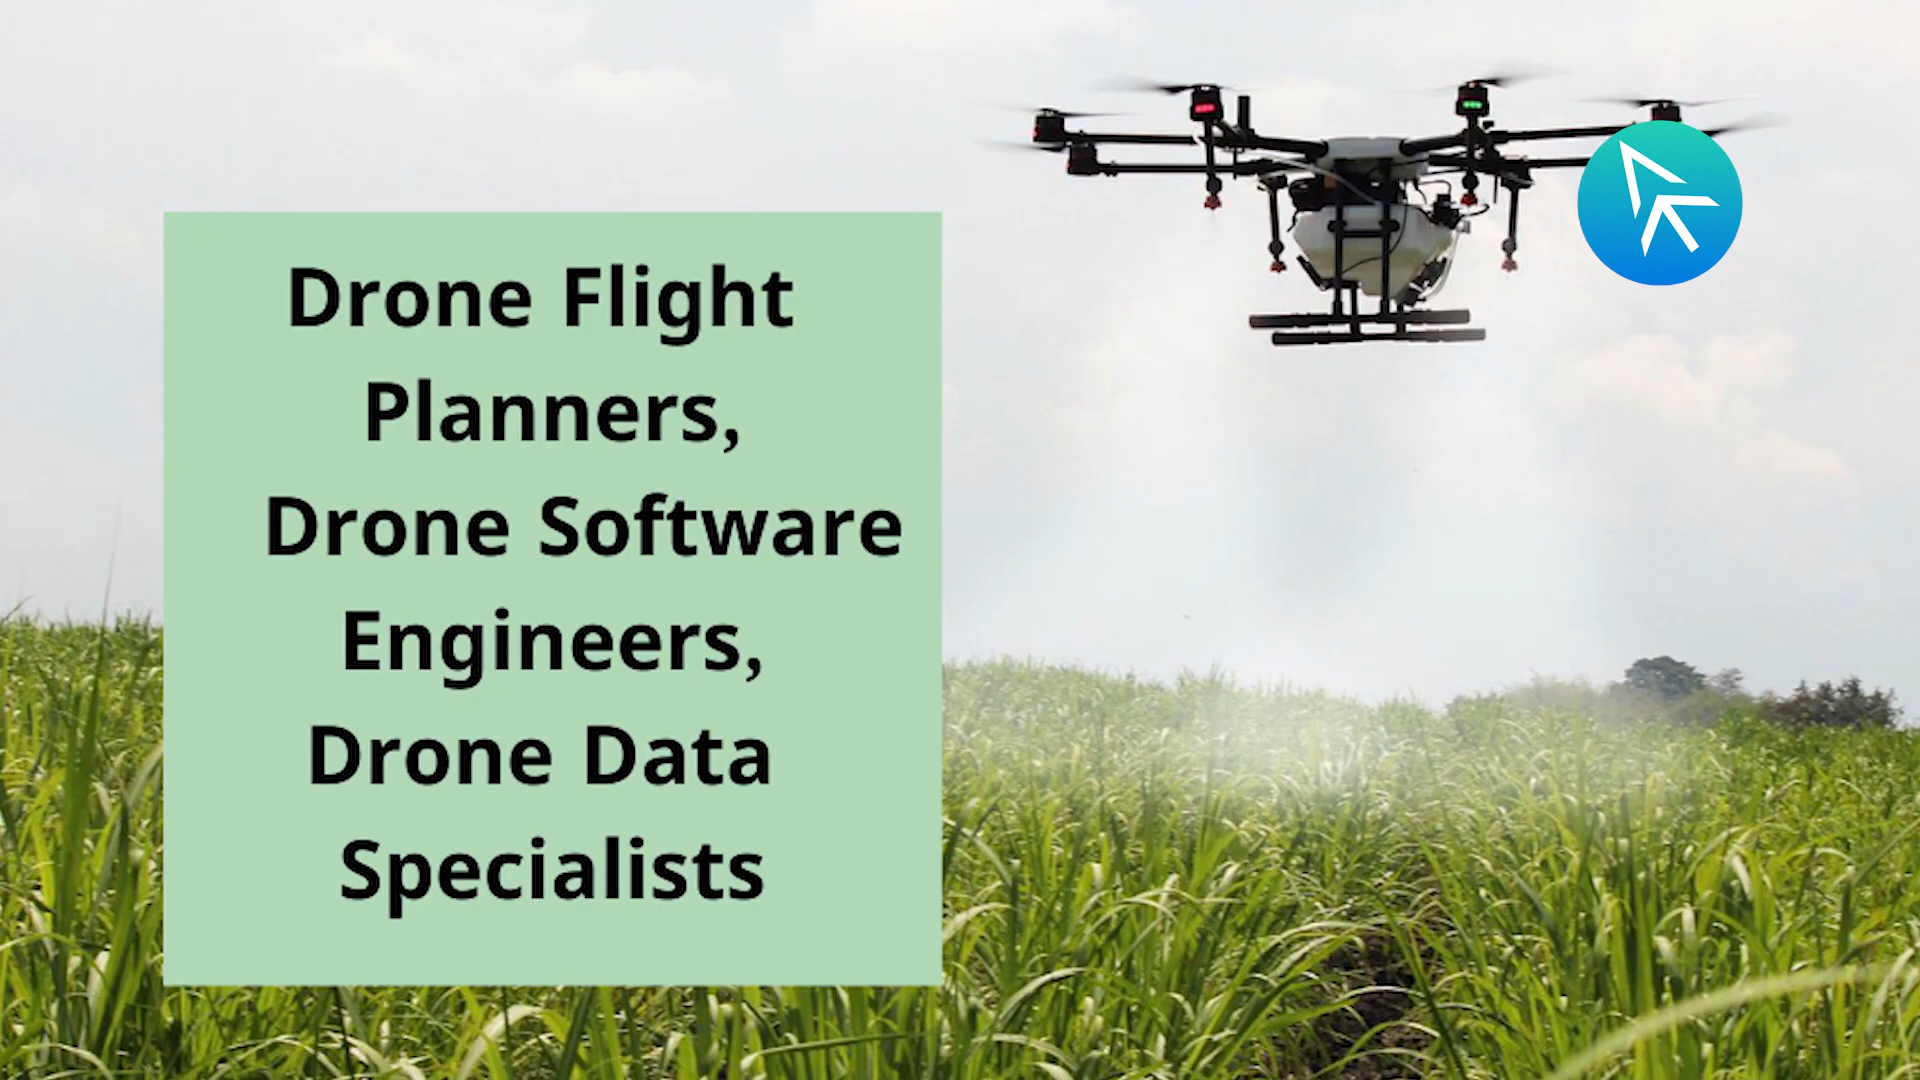 Drone Flight
Planners,
Drone Software
Engineers,
Drone Data
Specialists